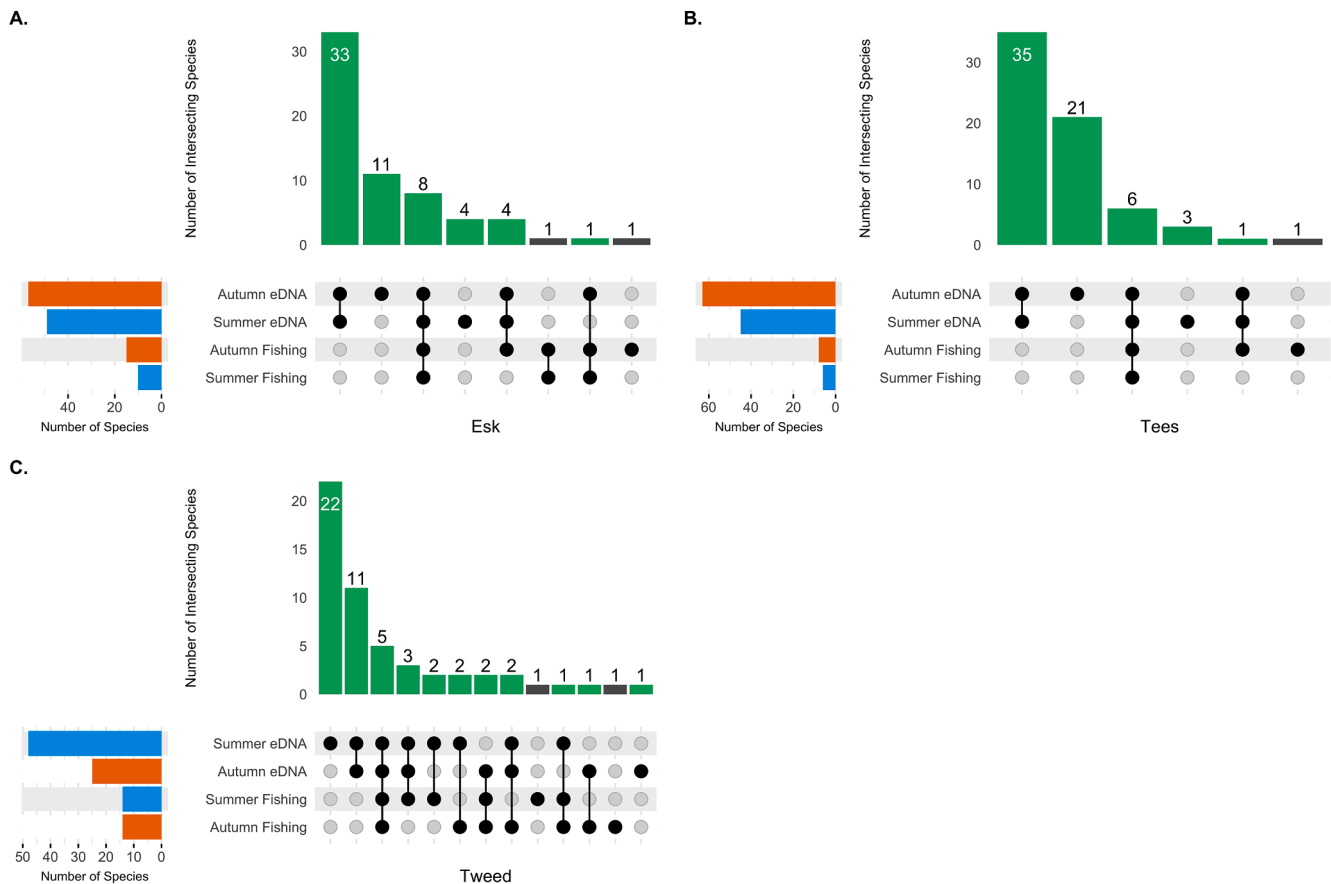 A.
Number of Intersecting Species
30
20
10
0
33
11
8
4
4
1
1
1
Autumn eDNA
Summer eDNA
Autumn Fishing
Summer Fishing
40 20 0
Number of Species
Esk
B.
Number of Intersecting Species
30
20
10
0
35
21
6
3
1
1
Autumn eDNA
Summer eDNA
Autumn Fishing
Summer Fishing
60 40 20 0
Number of Species
Tees
C.
Number of Intersecting Species
20
15
10
5
0
22
11
5
3
2
2
2
2
1
1
1
1
1
Summer eDNA
Autumn eDNA
Summer Fishing
Autumn Fishing
50 40 30 20 10 0
Number of Species
Tweed